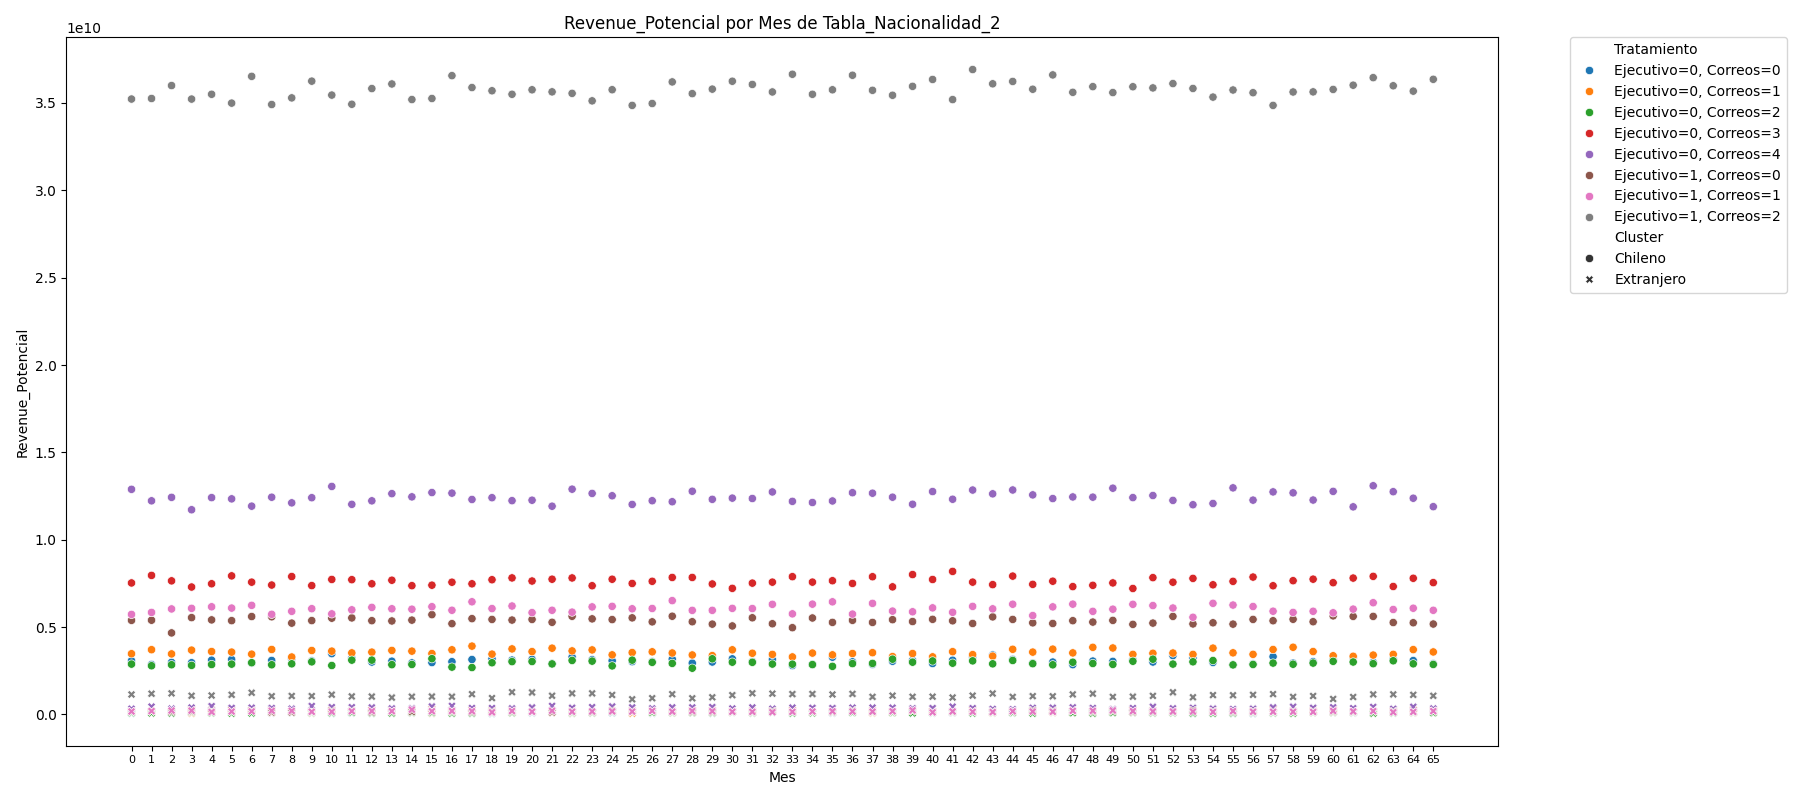 Revenue_Potencial por Mes de Tabla_Nacionalidad_2
1e10
3.5
3.0
2.5
2.0
1.5
1.0
0.5
0.0
Revenue_Potencial
0 1 2 3 4 5 6 7 8 9 10 11 12 13 14 15 16 17 18 19 20 21 22 23 24 25 26 27 28 29 30 31 32 33 34 35 36 37 38 39 40 41 42 43 44 45 46 47 48 49 50 51 52 53 54 55 56 57 58 59 60 61 62 63 64 65
Mes
Tratamiento
Ejecutivo=0, Correos=0
Ejecutivo=0, Correos=1
Ejecutivo=0, Correos=2
Ejecutivo=0, Correos=3
Ejecutivo=0, Correos=4
Ejecutivo=1, Correos=0
Ejecutivo=1, Correos=1
Ejecutivo=1, Correos=2
Cluster
Chileno
Extranjero